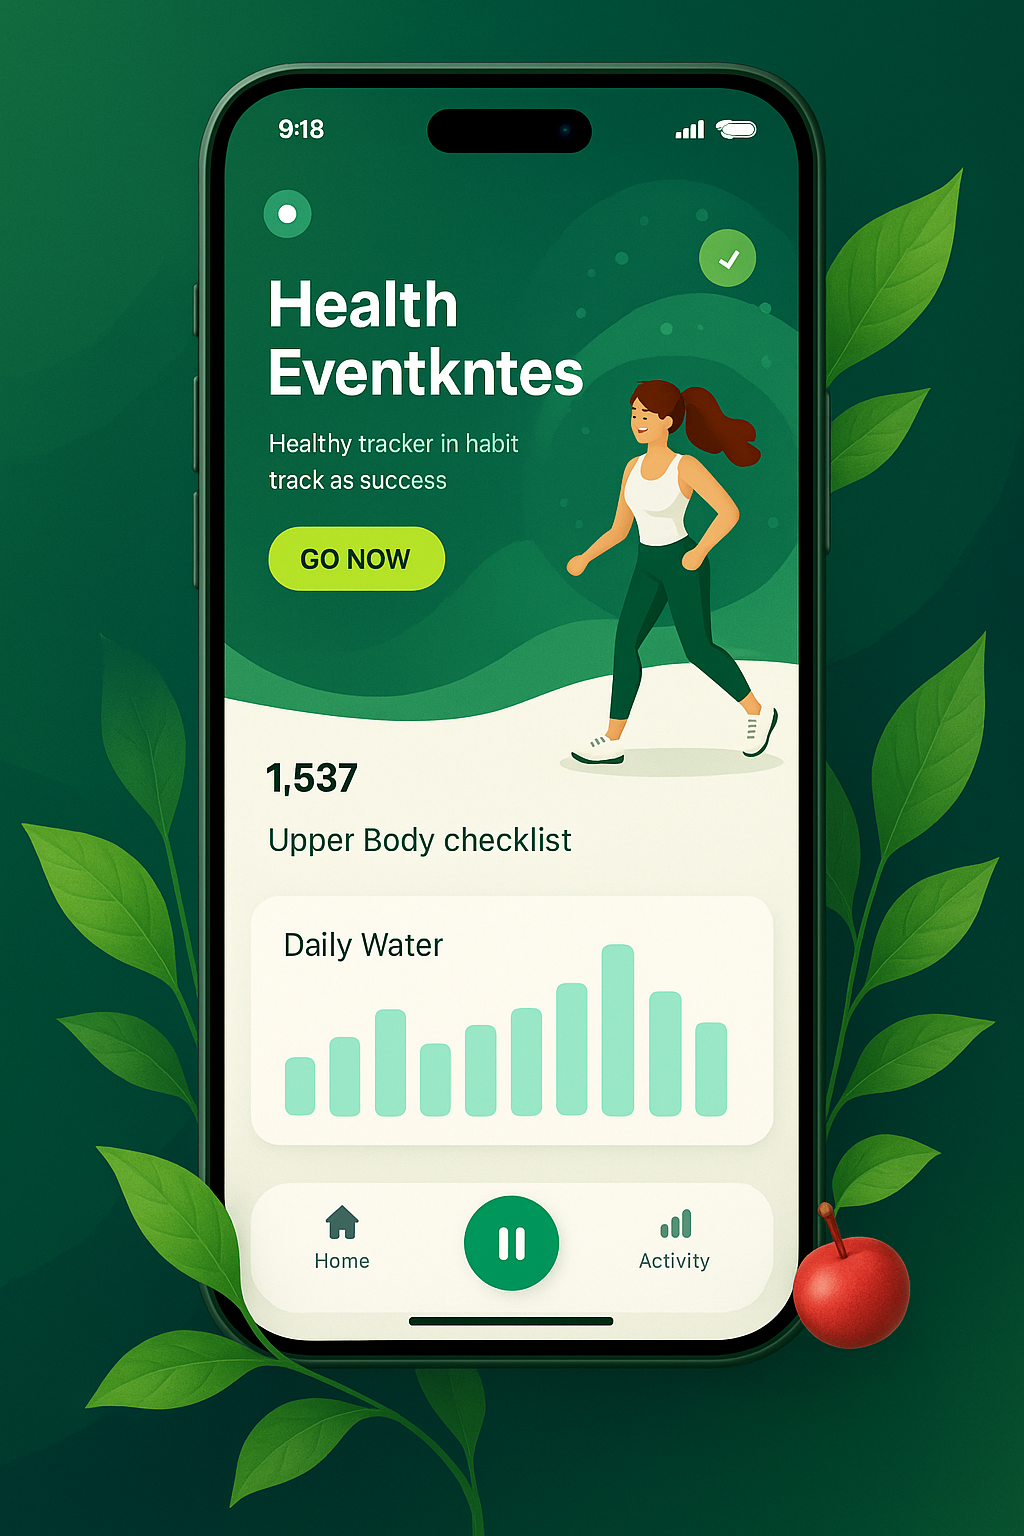 9:18
Health
Eventkntes
Healthy tracker in habit
track as success
GO NOW
1,537
Upper Body checklist
Daily Water
Home
Activity